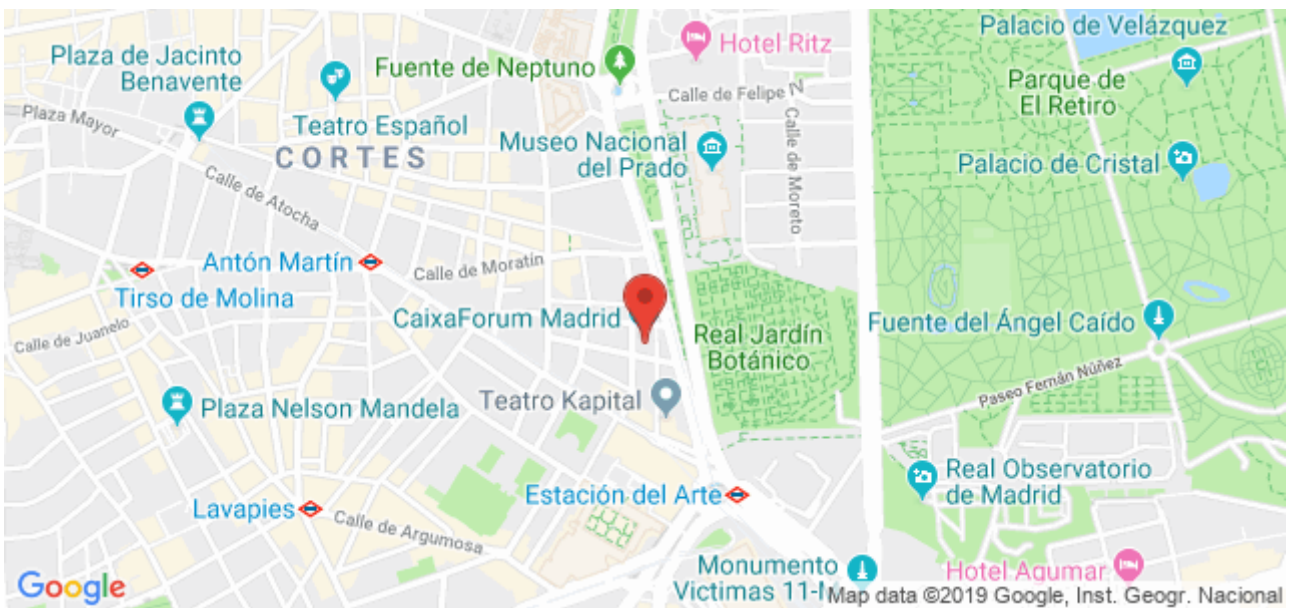 Palacio de Velázquez
Plaza de Jacinto
Benavente
Hotel Ritz
Fuente de Neptuno
Parque de
El Retiro
Calle de Felipe IV
Plaza Mayor
Teatro Español
CORTES
Museo Nacional
del Prado
Calle de Moreto
Palacio de Cristal
Calle de Atocha
Antón Martín
Calle de Moratín
Tirso de Molina
CaixaForum Madrid
Calle de Juanelo
Real Jardín
Botánico
Fuente del Ángel Caído
Paseo Fernán Núñez
Teatro Kapital
Plaza Nelson Mandela
Real Observatorio
de Madrid
Estación del Arte
Lavapies
Calle de Argumosa
Monumento
Victimas 11-M
Hotel Agumar
Google
Map data ©2019 Google, Inst. Geogr. Nacional